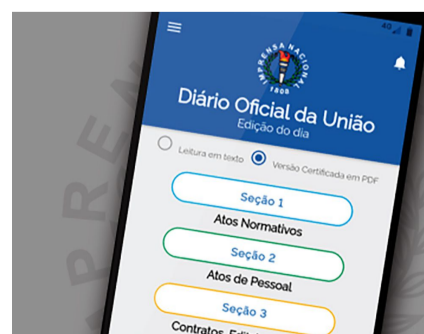 4G
IMPRENSA NACIONAL
1808
Diário Oficial da União
Edição do dia
Leitura em texto
Versão Certificada em PDF
Seção 1
Atos Normativos
Seção 2
Atos de Pessoal
Seção 3